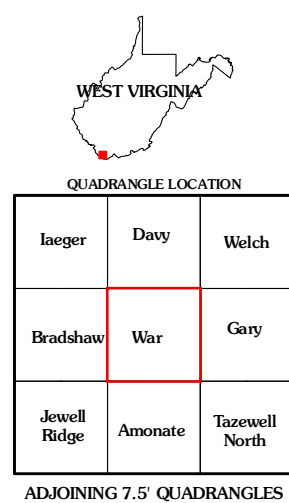 WEST VIRGINIA
QUADRANGLE LOCATION
Iaeger
Davy
Welch
Bradshaw
War
Gary
Jewell
Ridge
Amonate
Tazewell
North
ADJOINING 7.5' QUADRANGLES